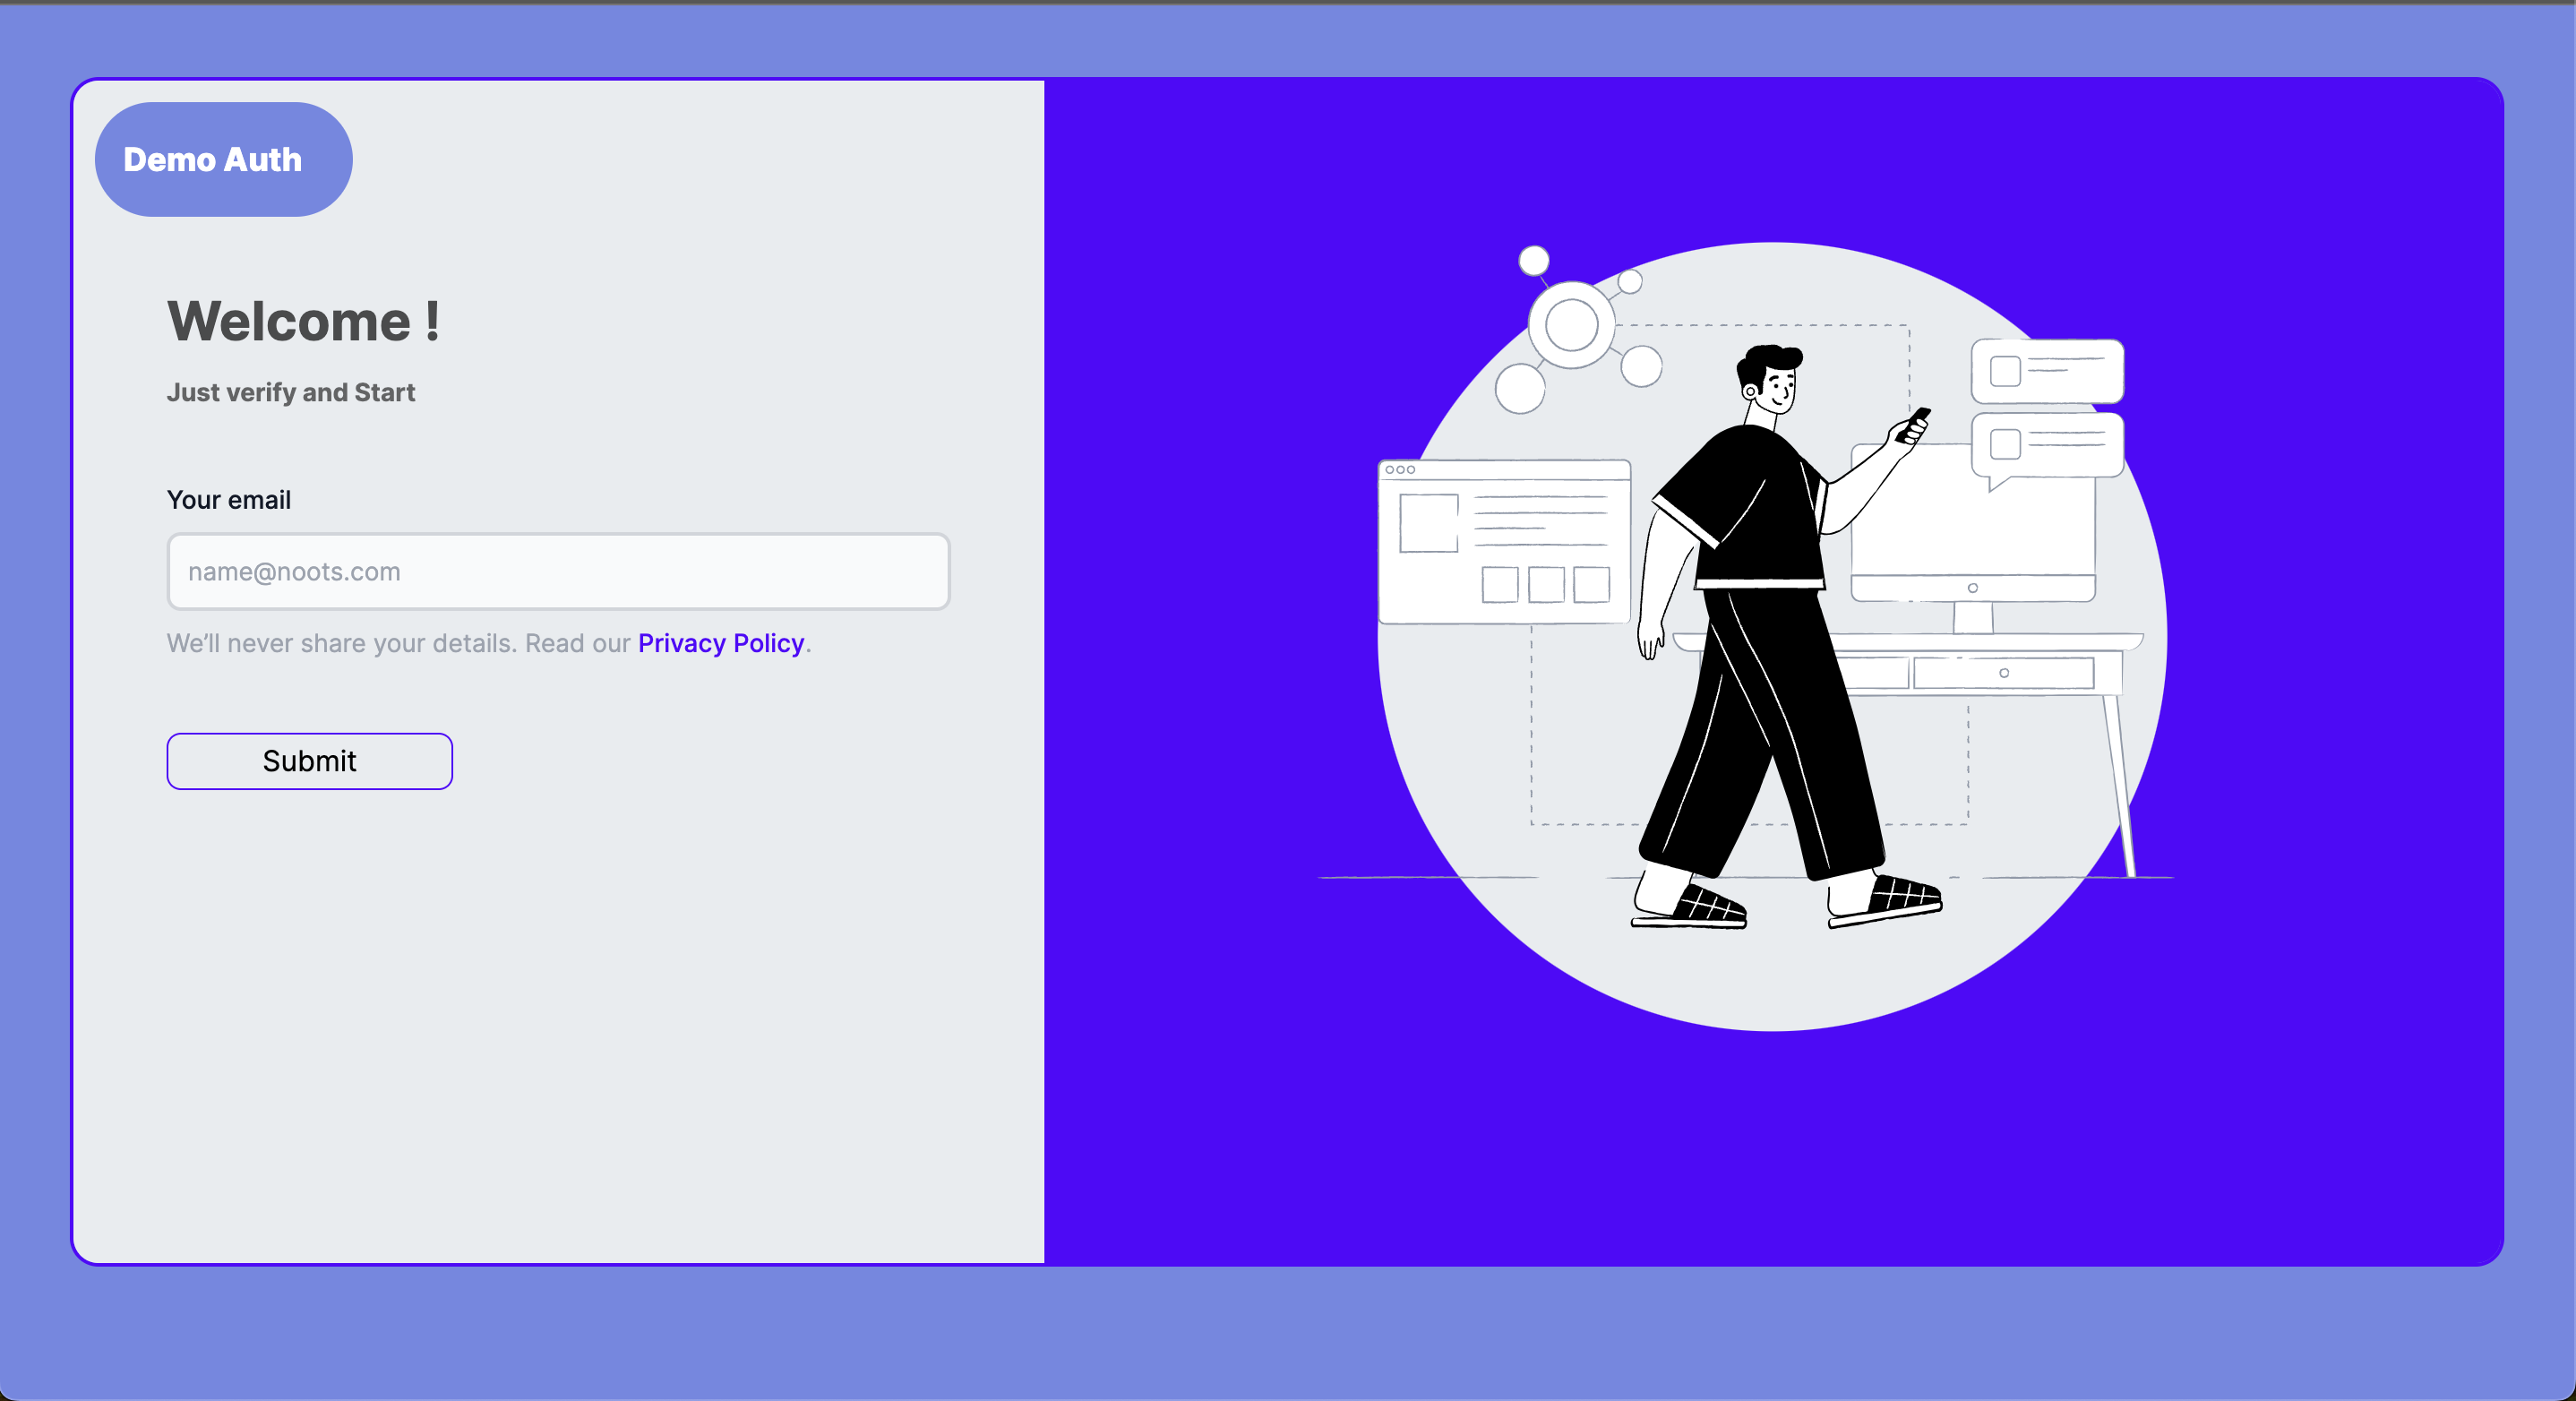 Demo Auth
Welcome !
Just verify and Start
Your email
name@noots.com
We’ll never share your details. Read our Privacy Policy.
Submit